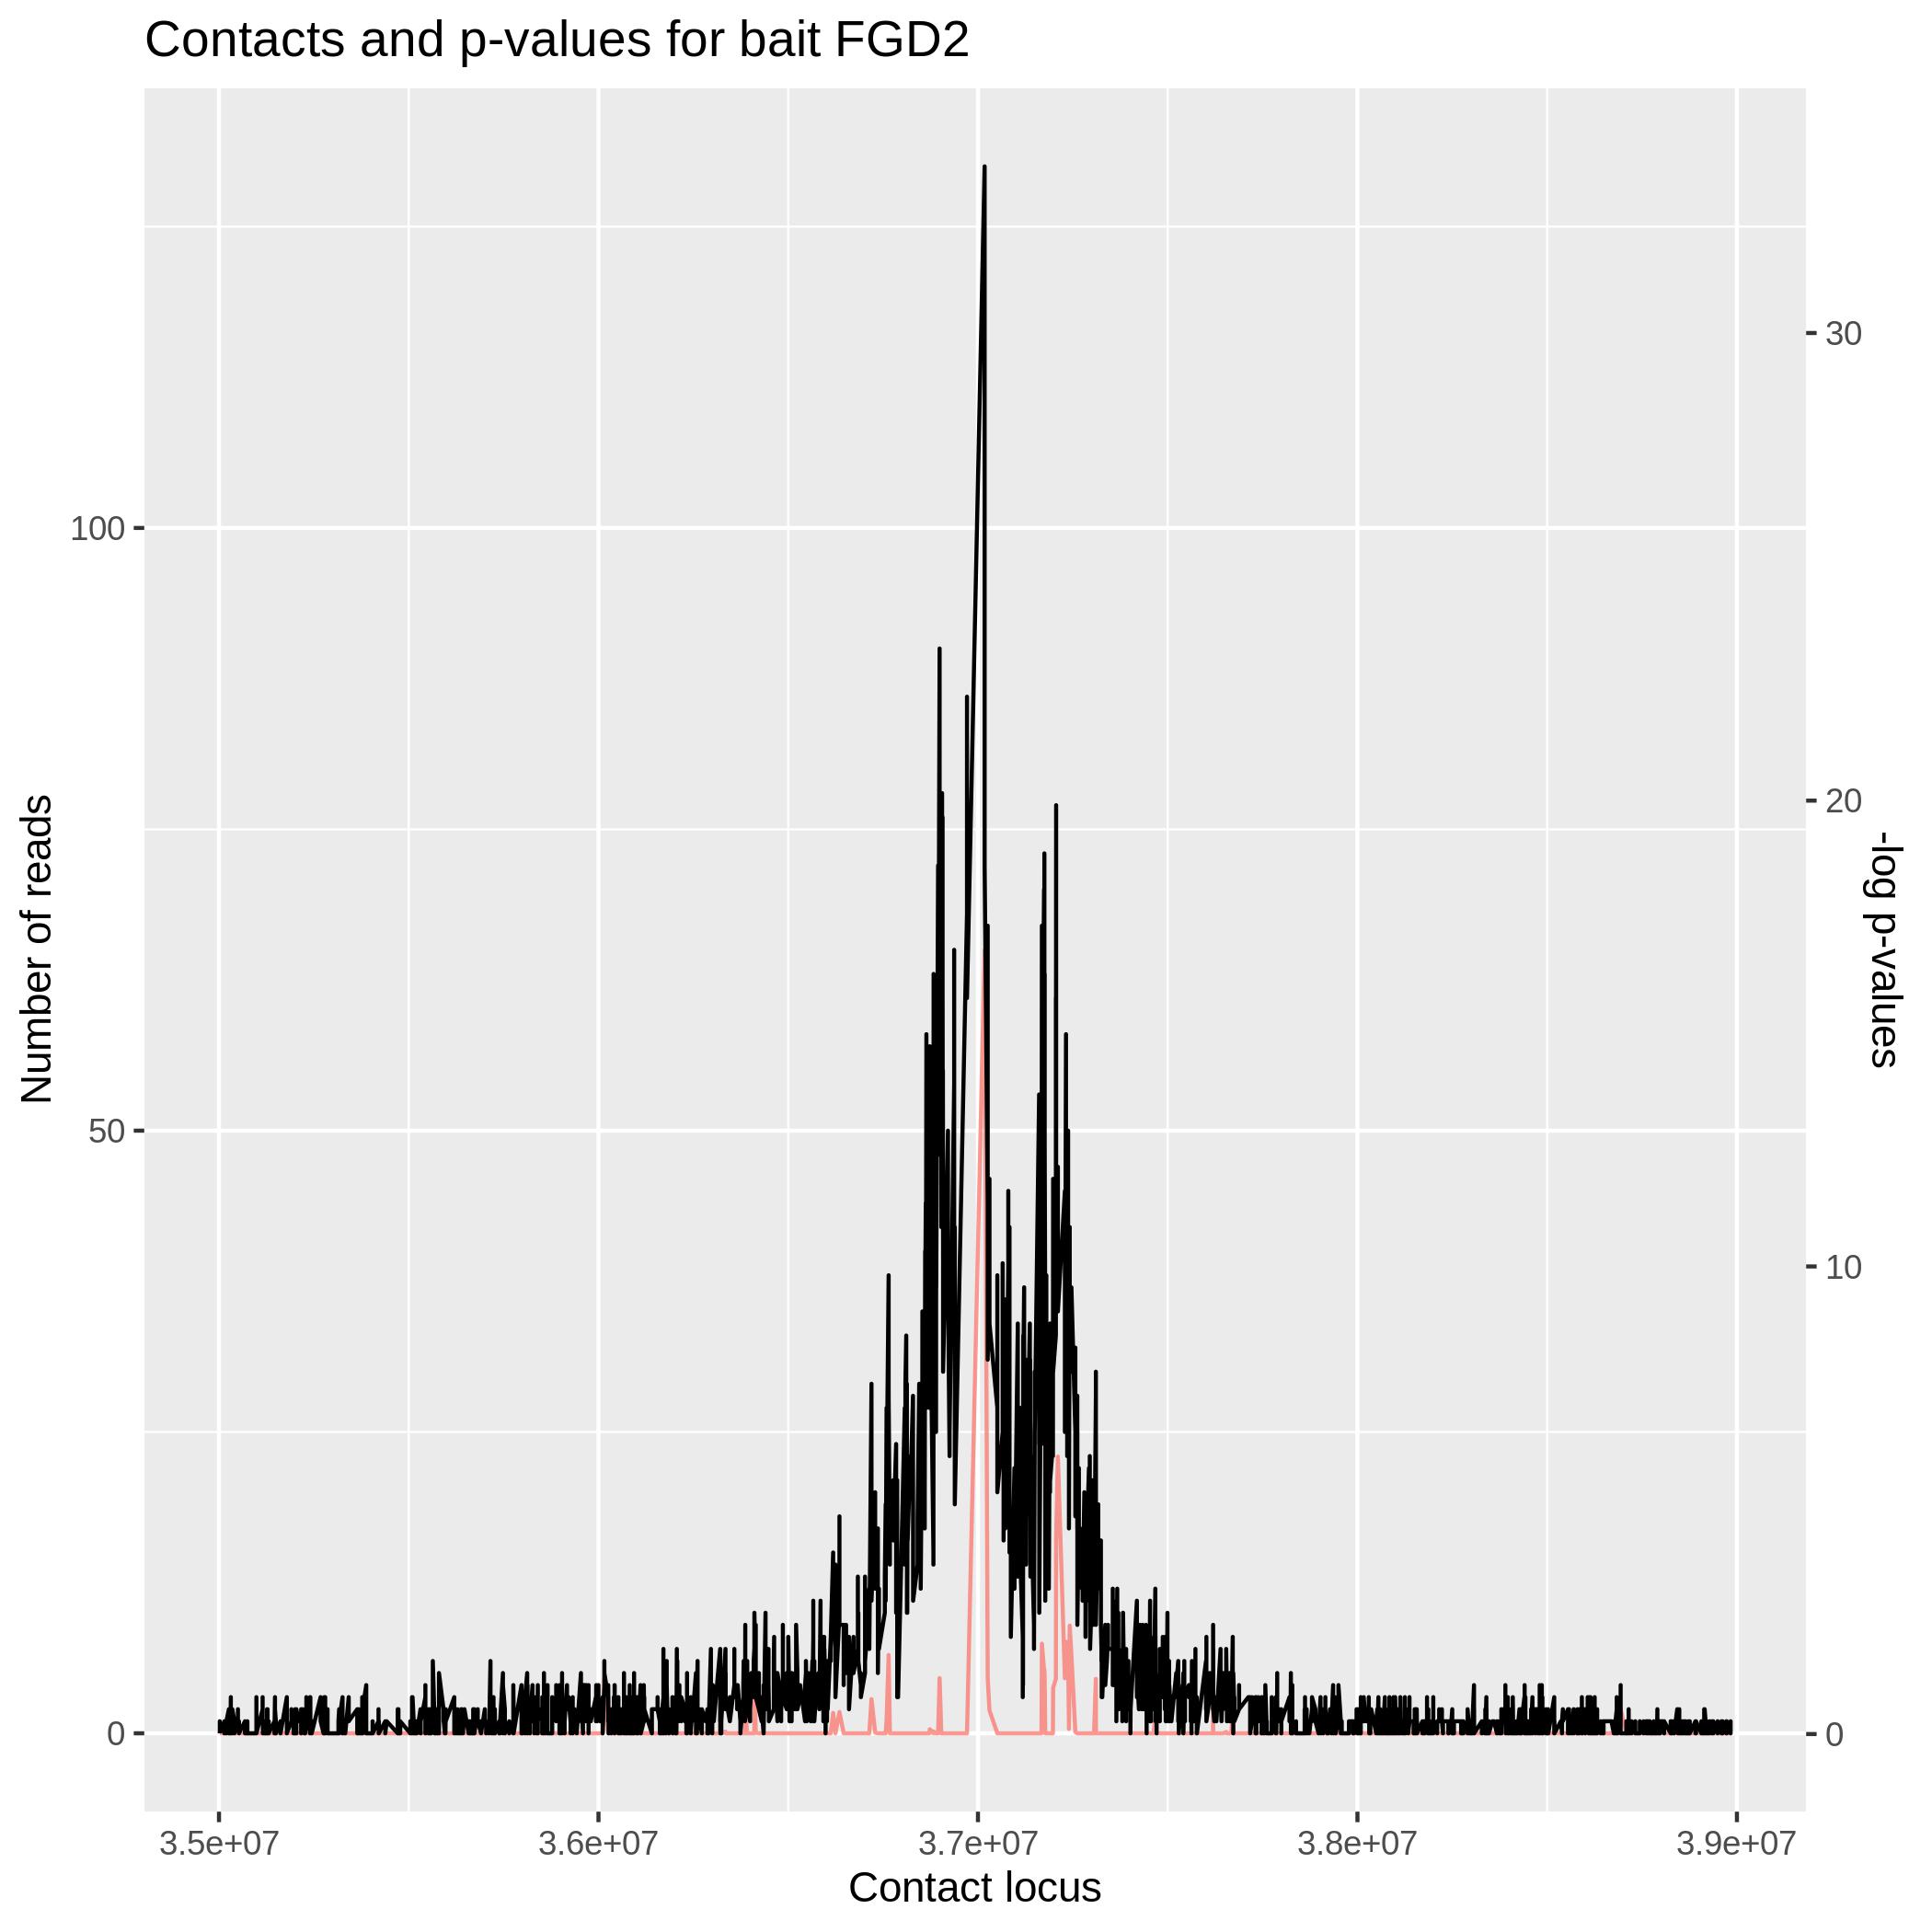 Contacts and p-values for bait FGD2
Number of reads
100
50
0
30
20
10
0
-log p-values
3.5e+07
3.6e+07
3.7e+07
3.8e+07
3.9e+07
Contact locus